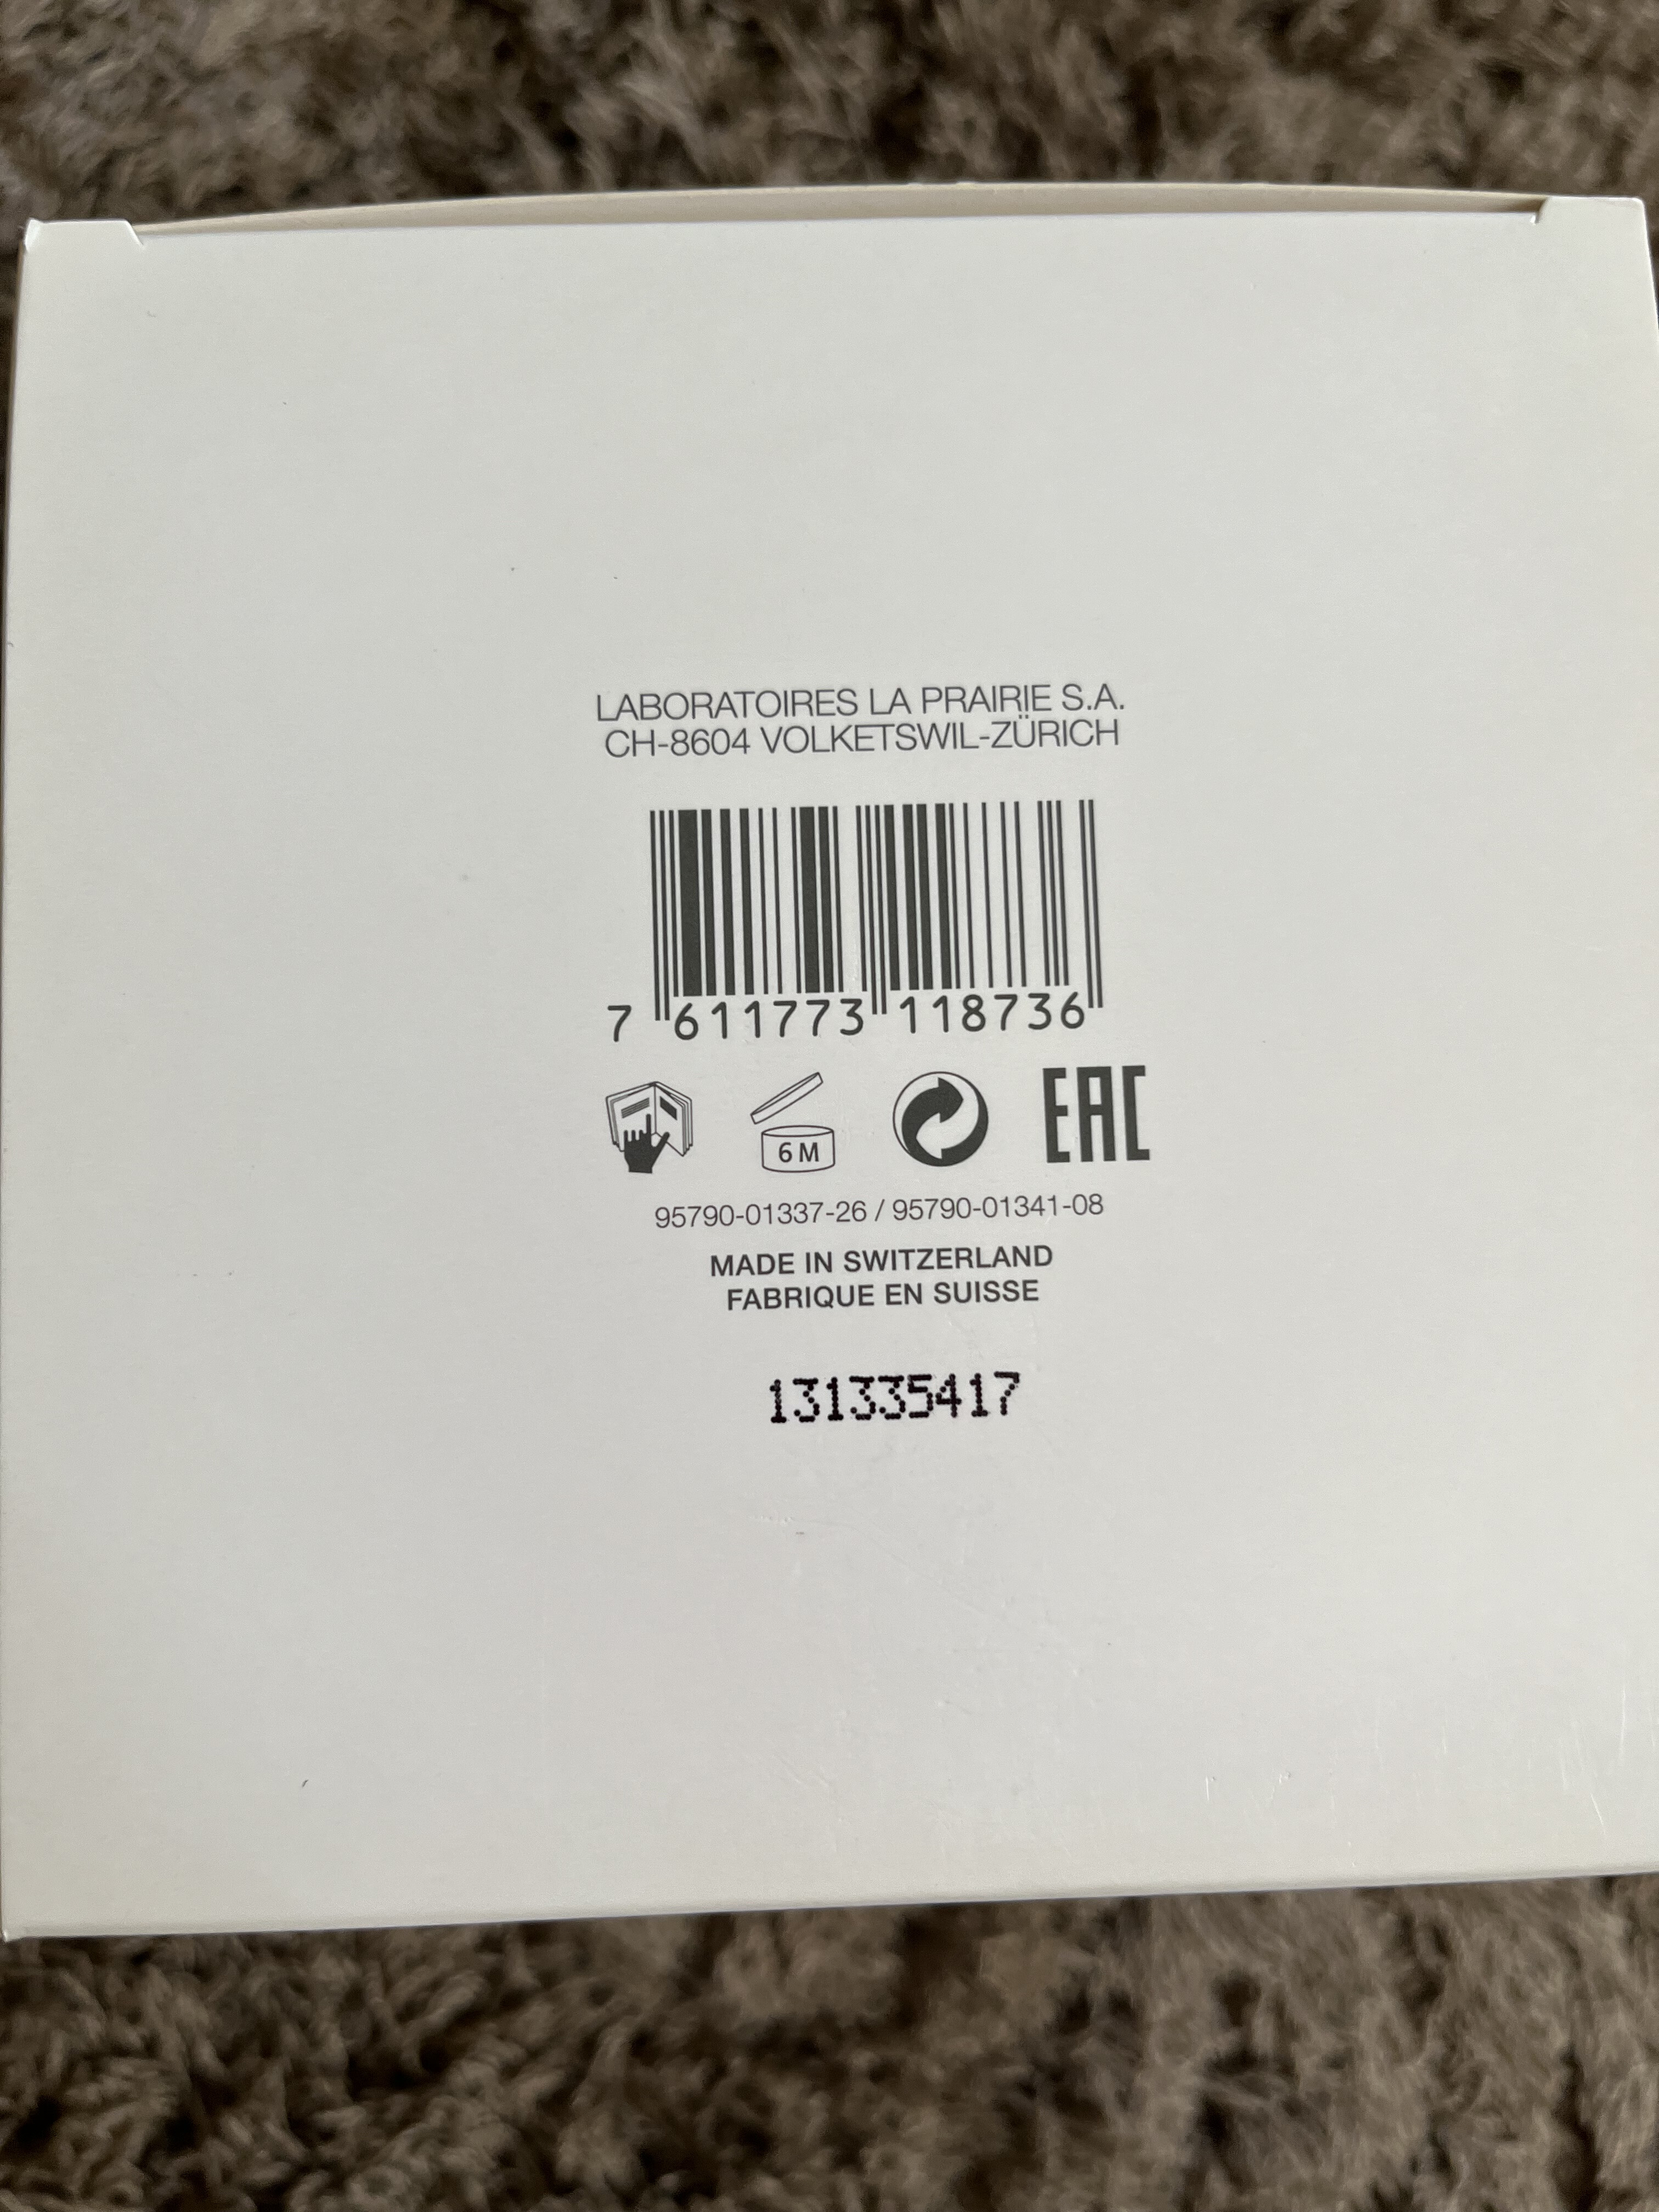 LABORATOIRES LA PRAIRIE S.A.
CH-8604 VOLKETSWIL-ZÜRICH
7 611773 118736
6 M
EAC
95790-01337-26 / 95790-01341-08
MADE IN SWITZERLAND
FABRIQUE EN SUISSE
131335417